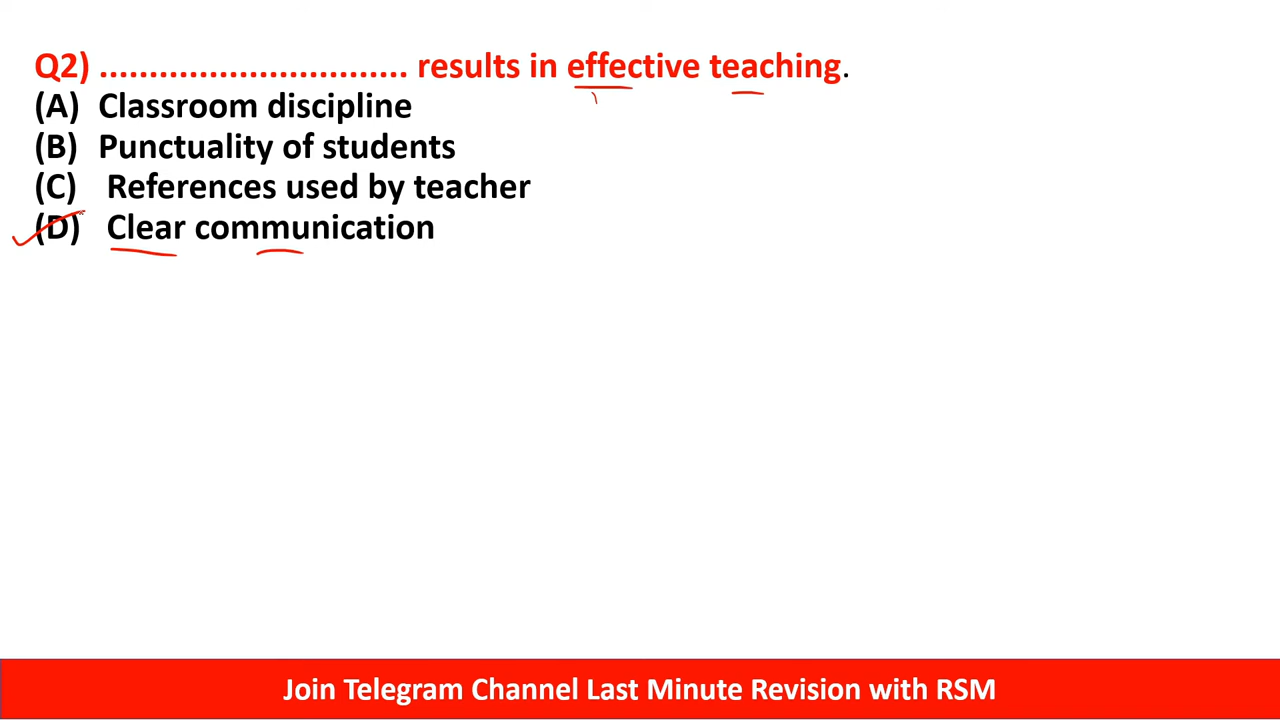 Q2) ............................... results in effective teaching.
(A) Classroom discipline
(B) Punctuality of students
(C) References used by teacher
(D) Clear communication
Join Telegram Channel Last Minute Revision with RSM